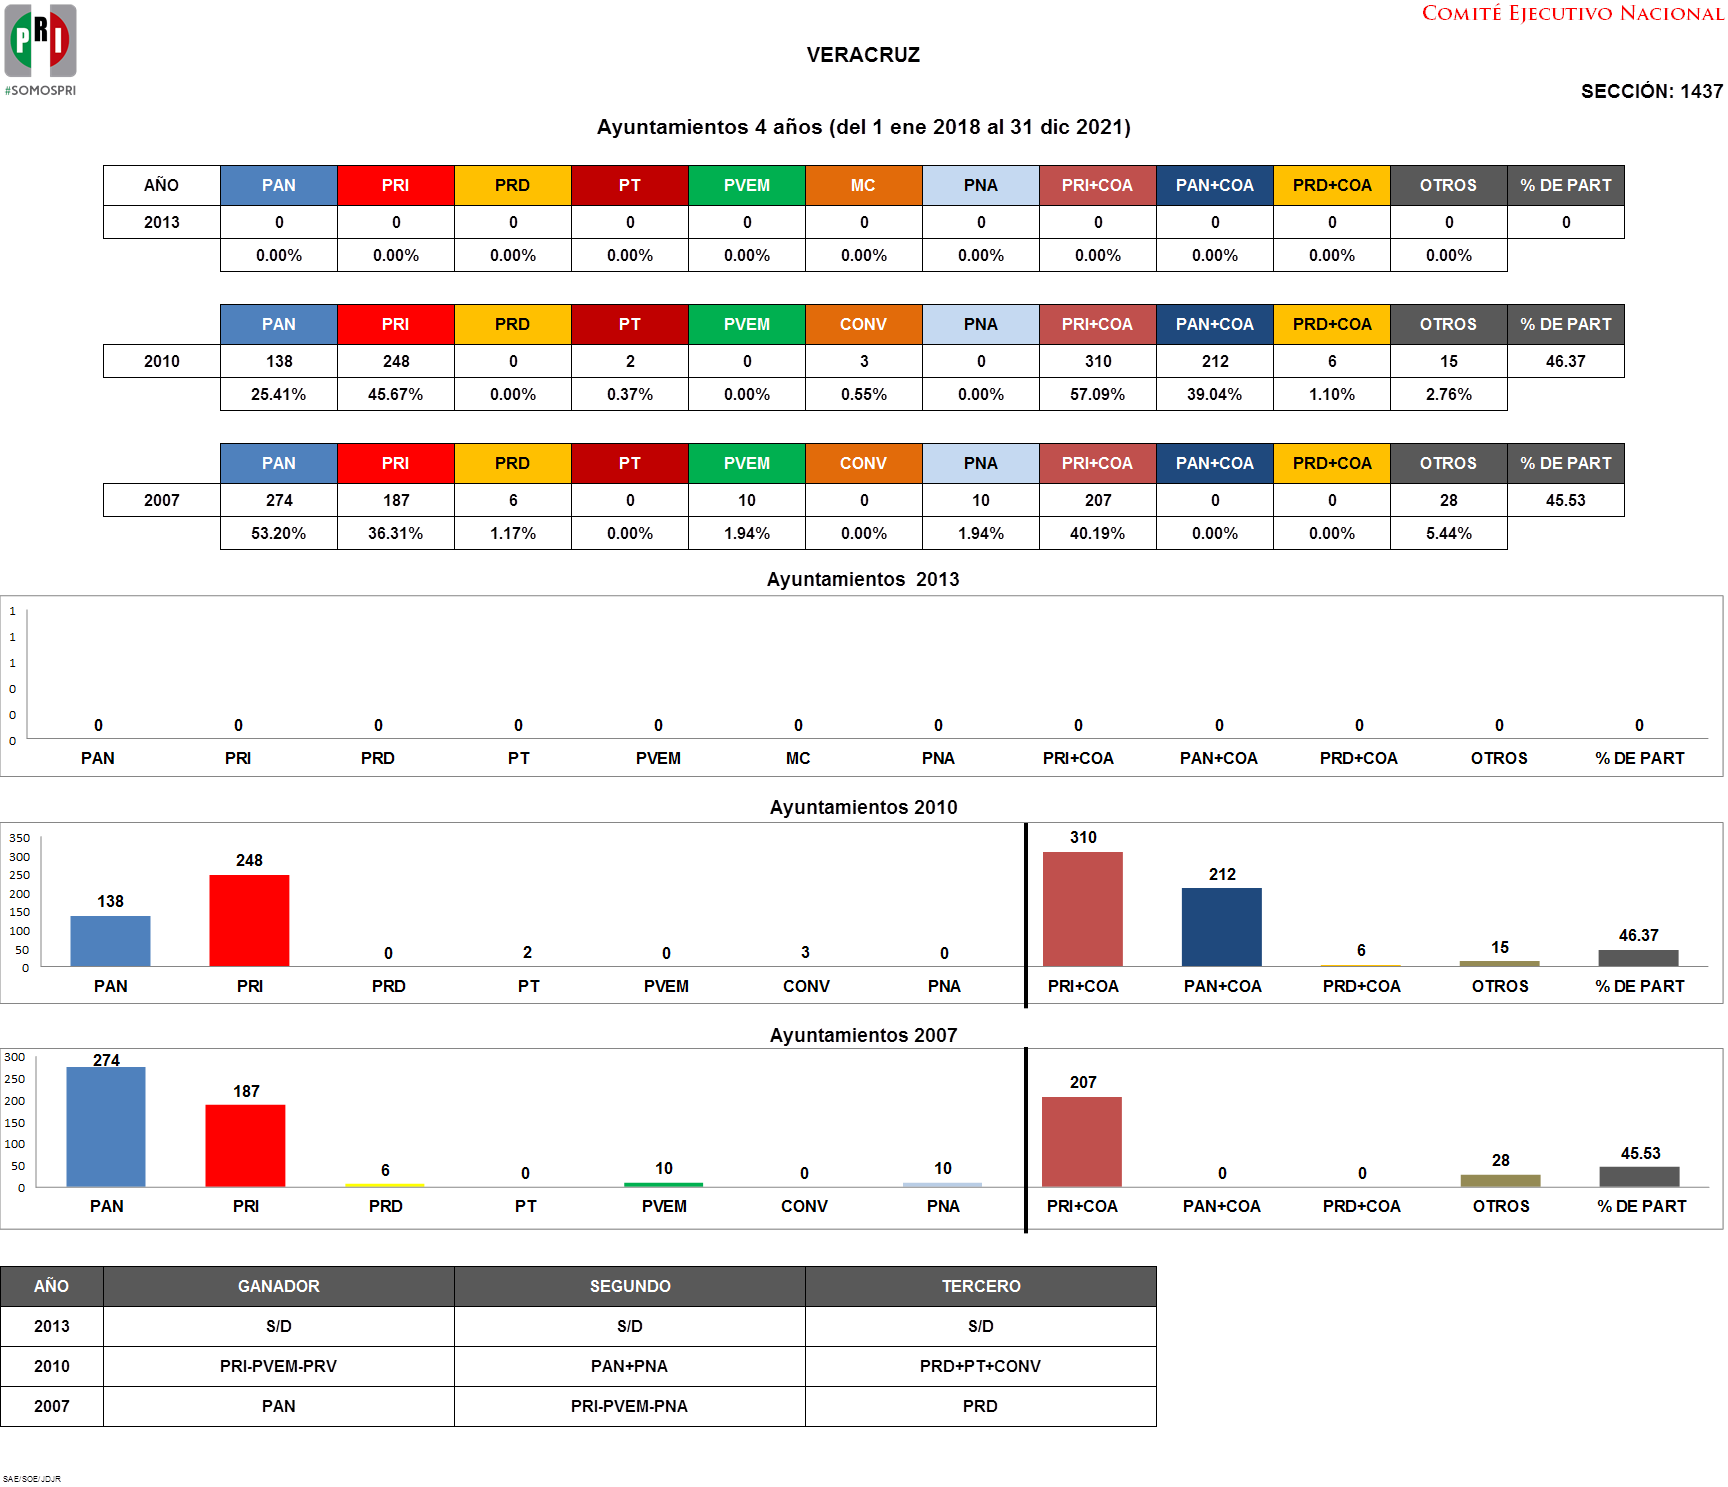 PRI
#SOMOSPRI
COMITÉ EJECUTIVO NACIONAL
VERACRUZ
SECCIÓN: 1437
Ayuntamientos 4 años (del 1 ene 2018 al 31 dic 2021)
AÑO PAN PRI PRD PT PVEM MC PNA PRI+COA PAN+COA PRD+COA OTROS % DE PART
2013 0 0 0 0 0 0 0 0 0 0 0 0
0.00% 0.00% 0.00% 0.00% 0.00% 0.00% 0.00% 0.00% 0.00% 0.00% 0.00%
PAN PRI PRD PT PVEM CONV PNA PRI+COA PAN+COA PRD+COA OTROS % DE PART
2010 138 248 0 2 0 3 0 310 212 6 15 46.37
25.41% 45.67% 0.00% 0.37% 0.00% 0.55% 0.00% 57.09% 39.04% 1.10% 2.76%
PAN PRI PRD PT PVEM CONV PNA PRI+COA PAN+COA PRD+COA OTROS % DE PART
2007 274 187 6 0 10 0 10 207 0 0 28 45.53
53.20% 36.31% 1.17% 0.00% 1.94% 0.00% 1.94% 40.19% 0.00% 0.00% 5.44%
Ayuntamientos 2013
1
1
1
0
0
0
0 0 0 0 0 0 0 0 0 0 0 0
PAN PRI PRD PT PVEM MC PNA PRI+COA PAN+COA PRD+COA OTROS % DE PART
Ayuntamientos 2010
350
300
250
200
150
100
50
0
138 248 0 2 0 3 0 310 212 6 15 46.37
PAN PRI PRD PT PVEM CONV PNA PRI+COA PAN+COA PRD+COA OTROS % DE PART
Ayuntamientos 2007
300
250
200
150
100
50
0
274 187 6 0 10 0 10 207 0 0 28 45.53
PAN PRI PRD PT PVEM CONV PNA PRI+COA PAN+COA PRD+COA OTROS % DE PART
AÑO GANADOR SEGUNDO TERCERO
2013 S/D S/D S/D
2010 PRI-PVEM-PRV PAN+PNA PRD+PT+CONV
2007 PAN PRI-PVEM-PNA PRD
SAE/SOE/JDJR